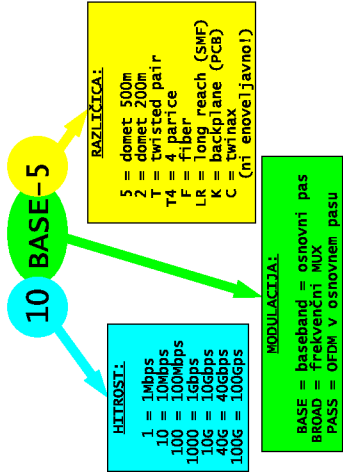 10 BASE-5
HITROST:
1 = 1Mbps
10 = 10Mbps
100 = 100Mbps
1000 = 1Gbps
10G = 10Gbps
40G = 40Gbps
100G = 100Gps
MODULACIJA:
BASE = baseband = osnovni pas
BROAD = frekvenčni MUX
PASS = OFDM v osnovnem pasu
RAZLIČICA:
5 = domet 500m
2 = domet 200m
T = twisted pair
T4 = 4 parice
F = fiber
LR = long reach (SMF)
K = backplane (PCB)
C = twinax
(ni enoveljavno!)